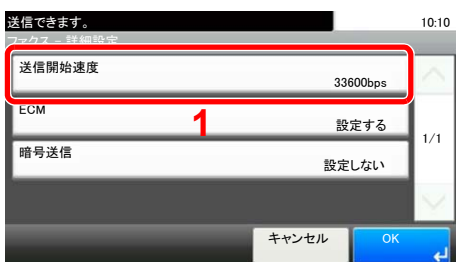 送信できます。
10:10
ファクス - 詳細設定
送信開始速度
33600bps
ECM
設定する
1
1/1
暗号送信
設定しない
キャンセル
OK